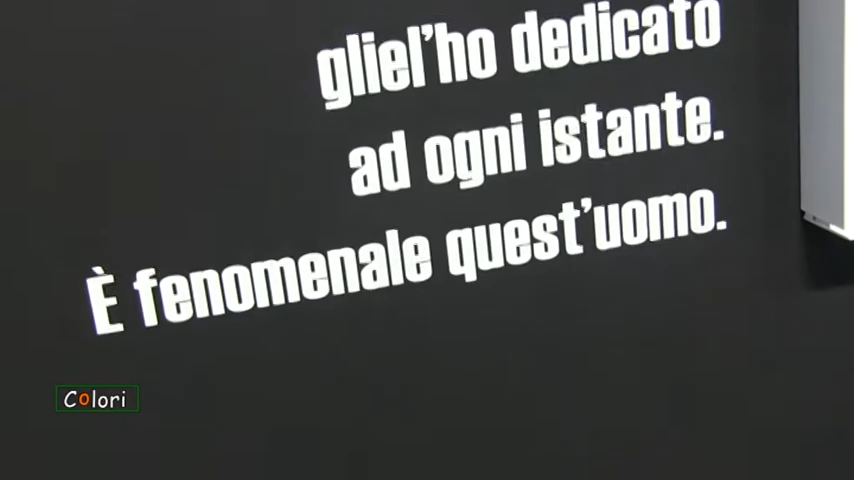 gliel'ho dedicato
ad ogni istante.
È fenomenale quest'uomo.
Colori